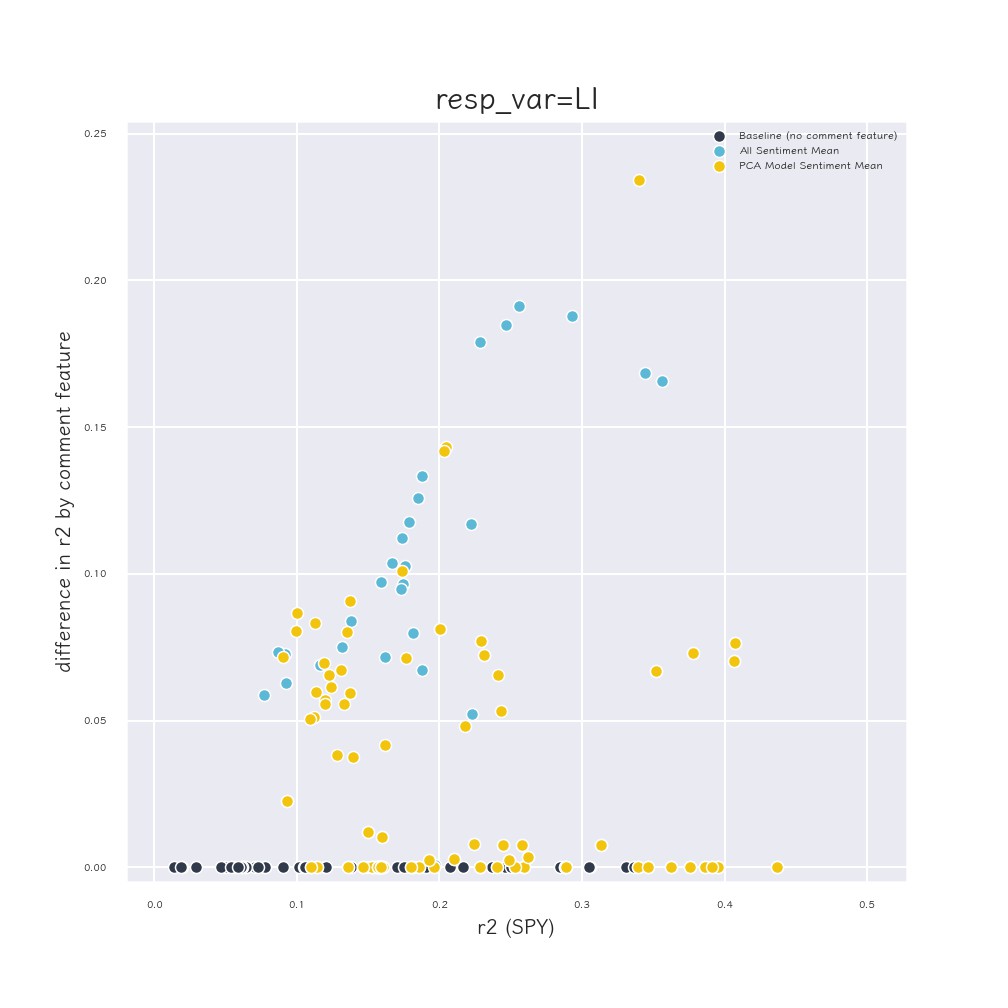 resp_var=LI
Baseline (no comment feature)
All Sentiment Mean
PCA Model Sentiment Mean
difference in r2 by comment feature
0.25
0.20
0.15
0.10
0.05
0.00
0.0 0.1 0.2 0.3 0.4 0.5
r2 (SPY)